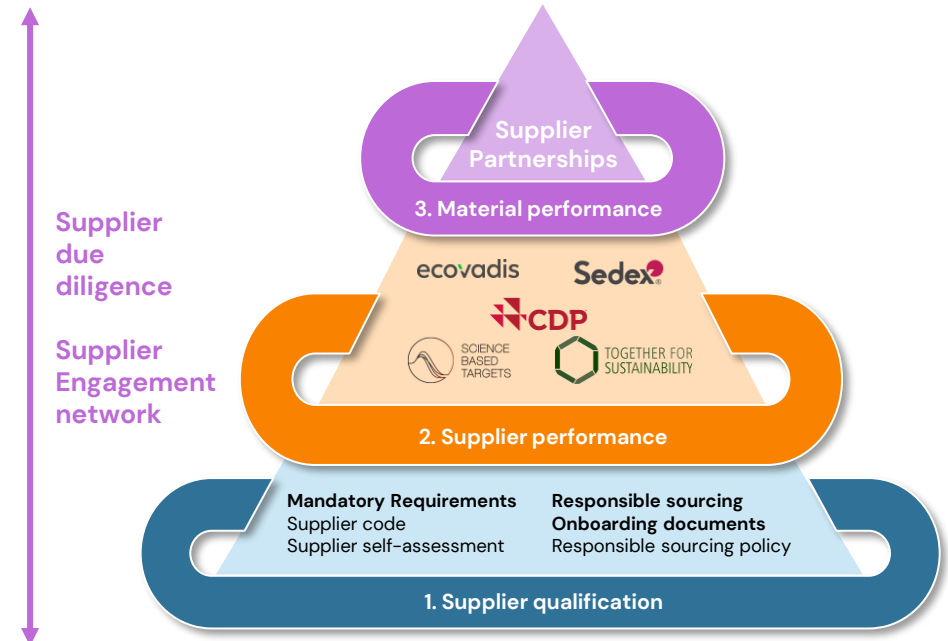 Supplier
due
diligence
Supplier
Engagement
network
Supplier
Partnerships
3. Material performance
ecovadis
Sedex®
CDP
SCIENCE
BASED
TARGETS
TOGETHER FOR
SUSTAINABILITY
2. Supplier performance
Mandatory Requirements
Supplier code
Supplier self-assessment
Responsible sourcing
Onboarding documents
Responsible sourcing policy
1. Supplier qualification